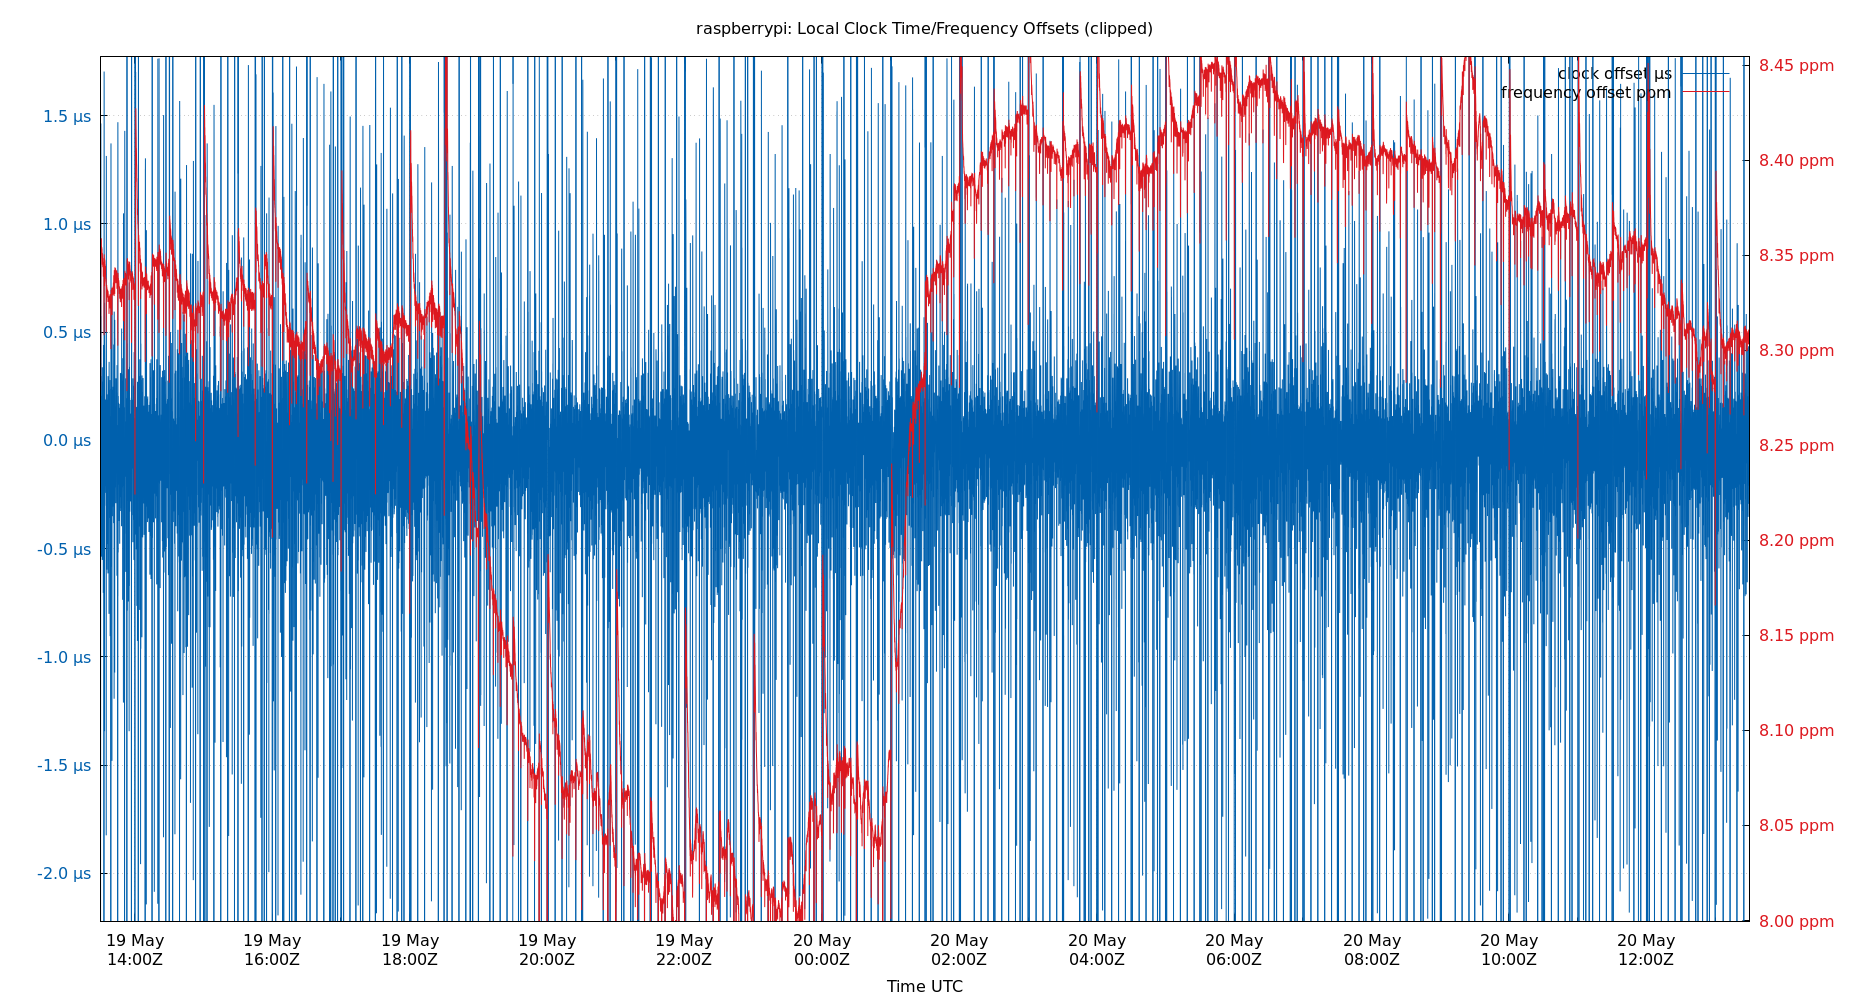 raspberrypi: Local Clock Time/Frequency Offsets (clipped)
clock offset µs
frequency offset ppm
1.5 µs
1.0 µs
0.5 µs
0.0 µs
-0.5 µs
-1.0 µs
-1.5 µs
-2.0 µs
8.45 ppm
8.40 ppm
8.35 ppm
8.30 ppm
8.25 ppm
8.20 ppm
8.15 ppm
8.10 ppm
8.05 ppm
8.00 ppm
19 May
14:00Z
19 May
16:00Z
19 May
18:00Z
19 May
20:00Z
19 May
22:00Z
20 May
00:00Z
20 May
02:00Z
20 May
04:00Z
20 May
06:00Z
20 May
08:00Z
20 May
10:00Z
20 May
12:00Z
Time UTC